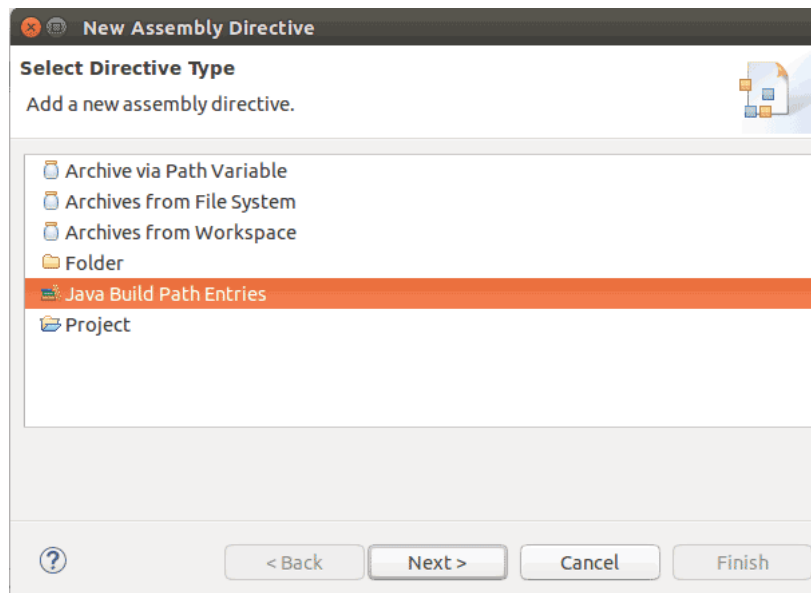 New Assembly Directive
Select Directive Type
Add a new assembly directive.
Archive via Path Variable
Archives from File System
Archives from Workspace
Folder
Java Build Path Entries
Project
? < Back Next > Cancel Finish